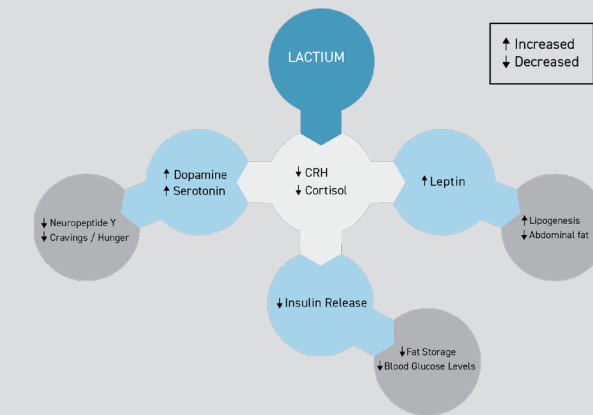 LACTIUM
↑ Increased
↓ Decreased
↑ Dopamine
↑ Serotonin
↓ CRH
↓ Cortisol
↑ Leptin
↓ Neuropeptide Y
↓ Cravings / Hunger
↑ Lipogenesis
↓ Abdominal fat
↓ Insulin Release
↓ Fat Storage
↓ Blood Glucose Levels